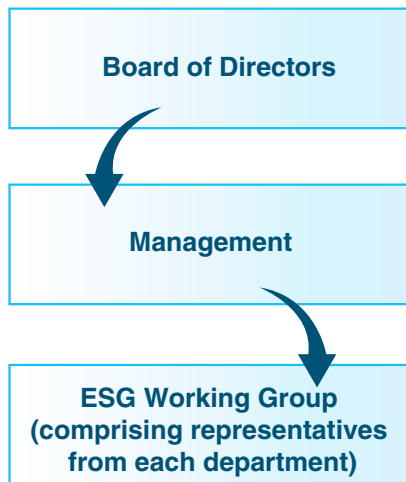 Board of Directors
Management
ESG Working Group
(comprising representatives
from each department)